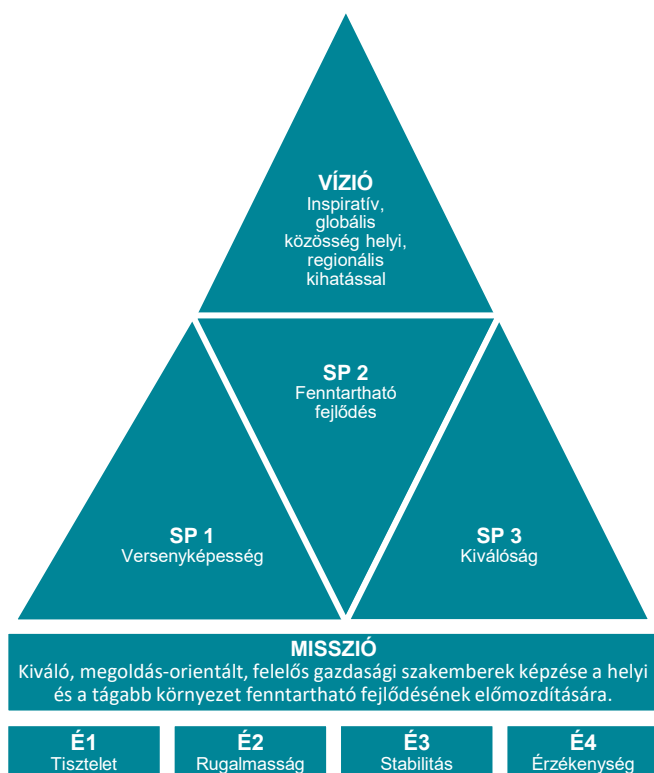 VÍZIÓ
Inspiratív,
globális
közösség helyi,
regionális
kihatással
SP 2
Fenntartható
fejlődés
SP 1
Versenyképesség
SP 3
Kiválóság
MISSZIÓ
Kiváló, megoldás-orientált, felelős gazdasági szakemberek képzése a helyi
és a tágabb környezet fenntartható fejlődésének előmozdítására.
É1
Tisztelet
É2
Rugalmasság
É3
Stabilitás
É4
Érzékenység